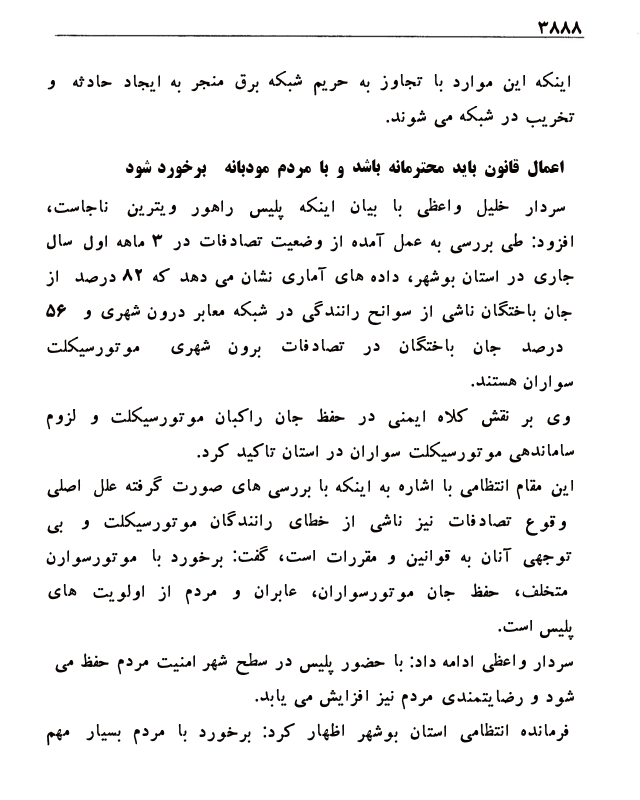 ۳۸۸۸
اینکه این موارد با تجاوز به حریم شبکه برق منجر به ایجاد حادثه و
تخریب در شبکه می شوند.
اعمال قانون باید محترمانه باشد و با مردم مودبانه برخورد شود
سردار خلیل واعظی با بیان اینکه پلیس راهور ویترین ناجاست،
افزود: طی بررسی به عمل آمده از وضعیت تصادفات در ۳ ماهه اول سال
جاری در استان بوشهر، داده های آماری نشان می دهد که ۸۲ درصد از
جان باختگان ناشی از سوانح رانندگی در شبکه معابر درون شهری و ۵۶
درصد جان باختگان در تصادفات برون شهری موتورسیکلت
سواران هستند.
وی بر نقش کلاه ایمنی در حفظ جان راکبان موتورسیکلت و لزوم
ساماندهی موتورسیکلت سواران در استان تاکید کرد.
این مقام انتظامی با اشاره به اینکه با بررسی های صورت گرفته علل اصلی
وقوع تصادفات نیز ناشی از خطای رانندگان موتورسیکلت و بی
توجهی آنان به قوانین و مقررات است، گفت: برخورد با موتورسوارن
متخلف، حفظ جان موتورسواران، عابران و مردم از اولویت های
پلیس است.
سردار واعظی ادامه داد: با حضور پلیس در سطح شهر امنیت مردم حفظ می
شود و رضایتمندی مردم نیز افزایش می یابد.
فرمانده انتظامی استان بوشهر اظهار کرد: برخورد با مردم بسیار مهم